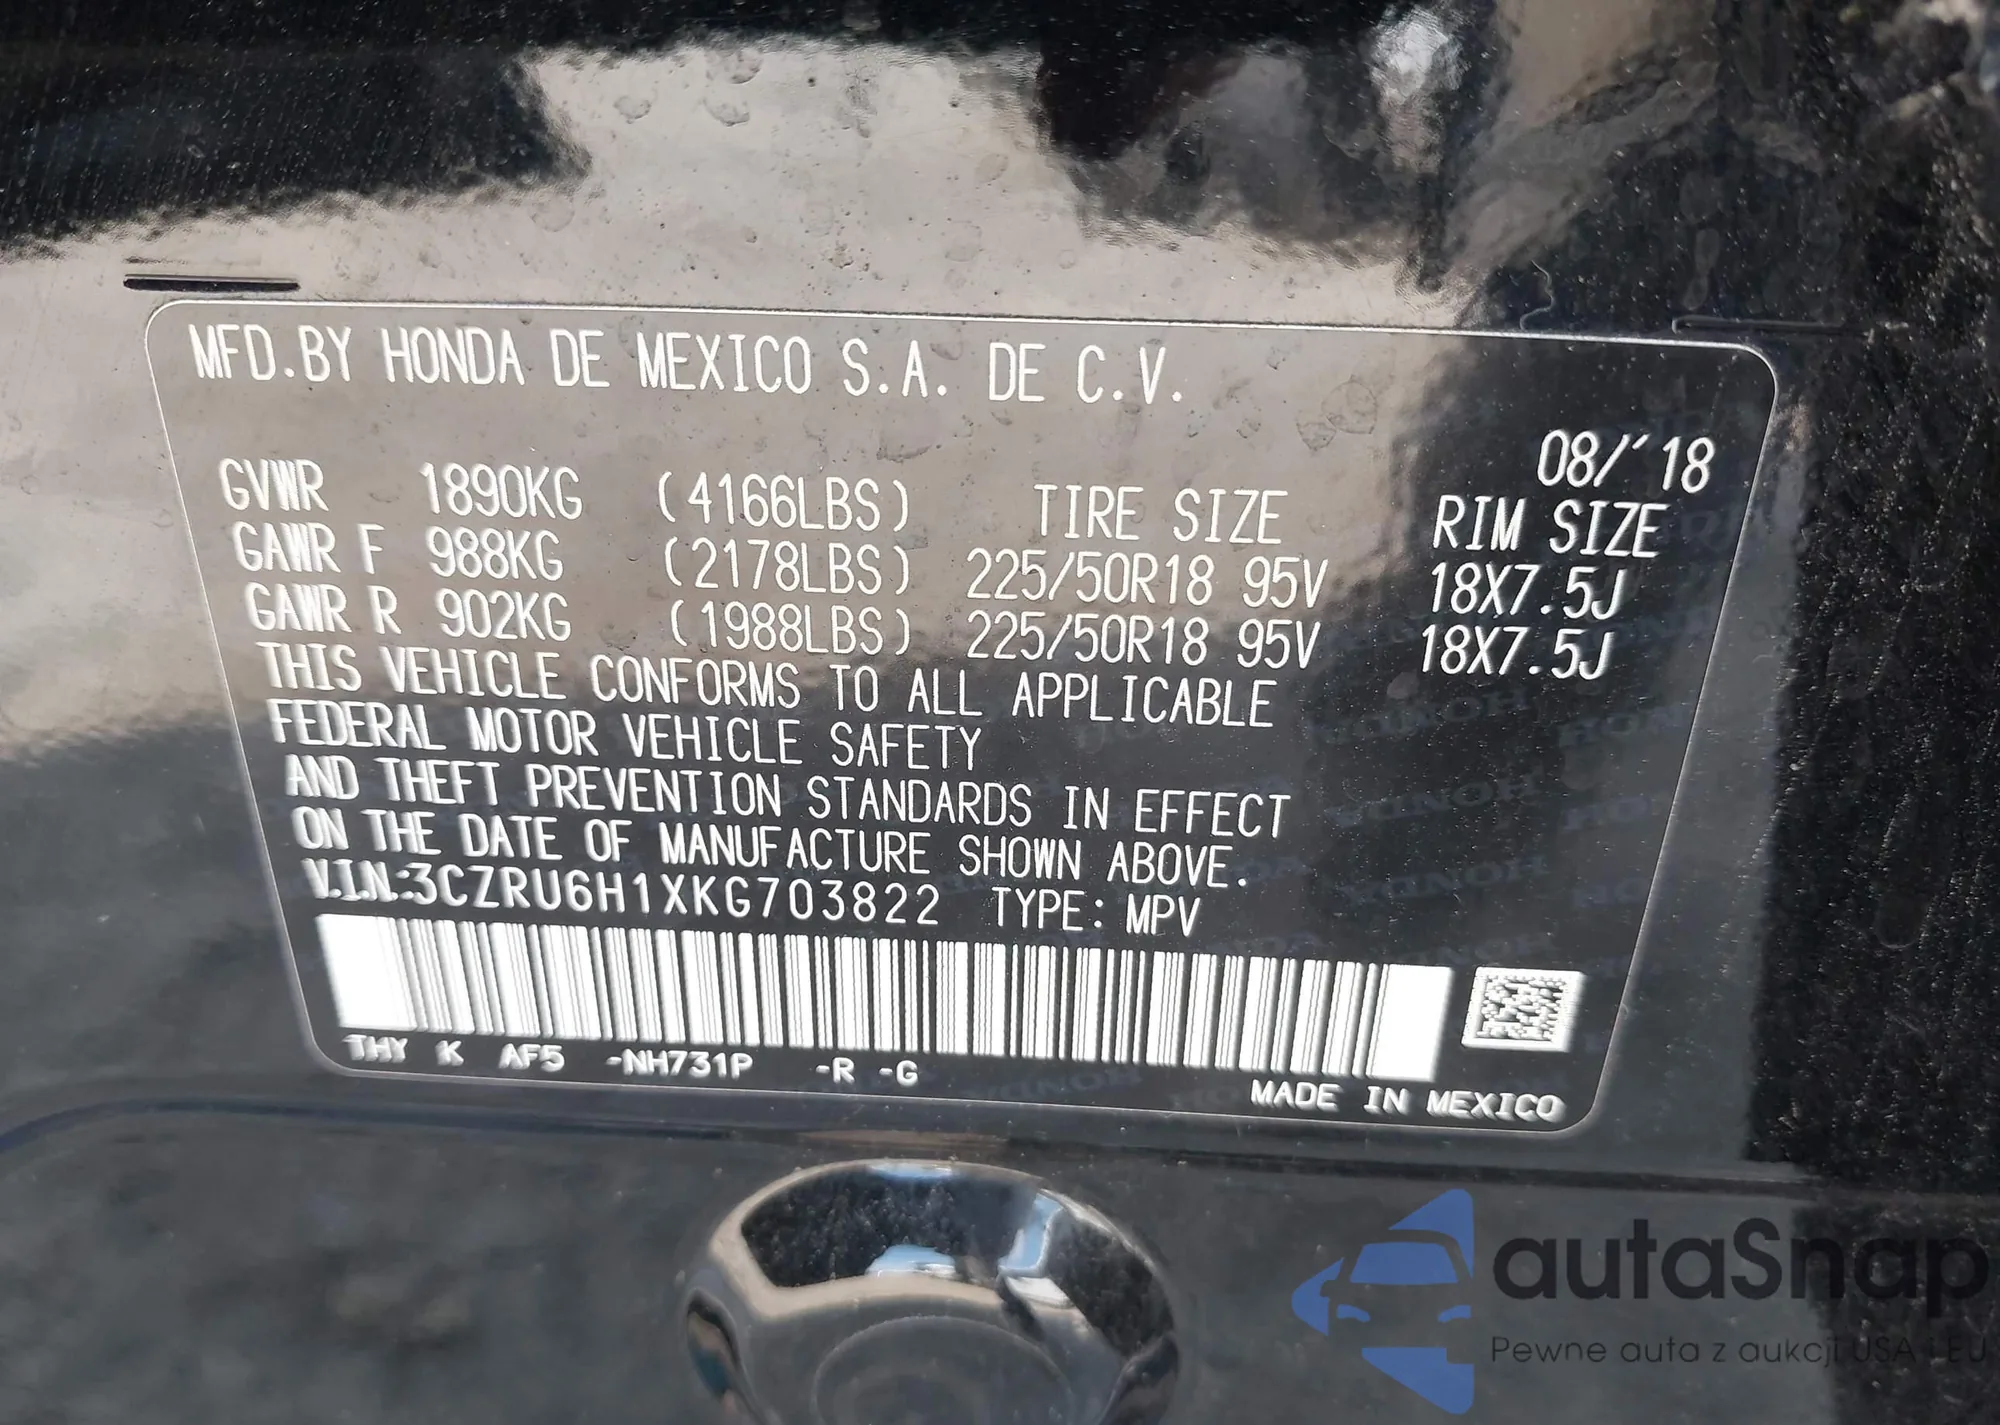 MFD.BY HONDA DE MEXICO S.A. DE C.V.
08/'18
GVWR 1890KG (4166LBS) TIRE SIZE RIM SIZE
GAWR F 988KG (2178LBS) 225/50R18 95V 18X7.5J
GAWR R 902KG (1988LBS) 225/50R18 95V 18X7.5J
THIS VEHICLE CONFORMS TO ALL APPLICABLE
FEDERAL MOTOR VEHICLE SAFETY
AND THEFT PREVENTION STANDARDS IN EFFECT
ON THE DATE OF MANUFACTURE SHOWN ABOVE.
V.I.N:3CZRU6H1XKG703822 TYPE: MPV
THY K AF5 -NH731P -R -G
MADE IN MEXICO
autaSnap
Pewne auta z aukcji USA i EU